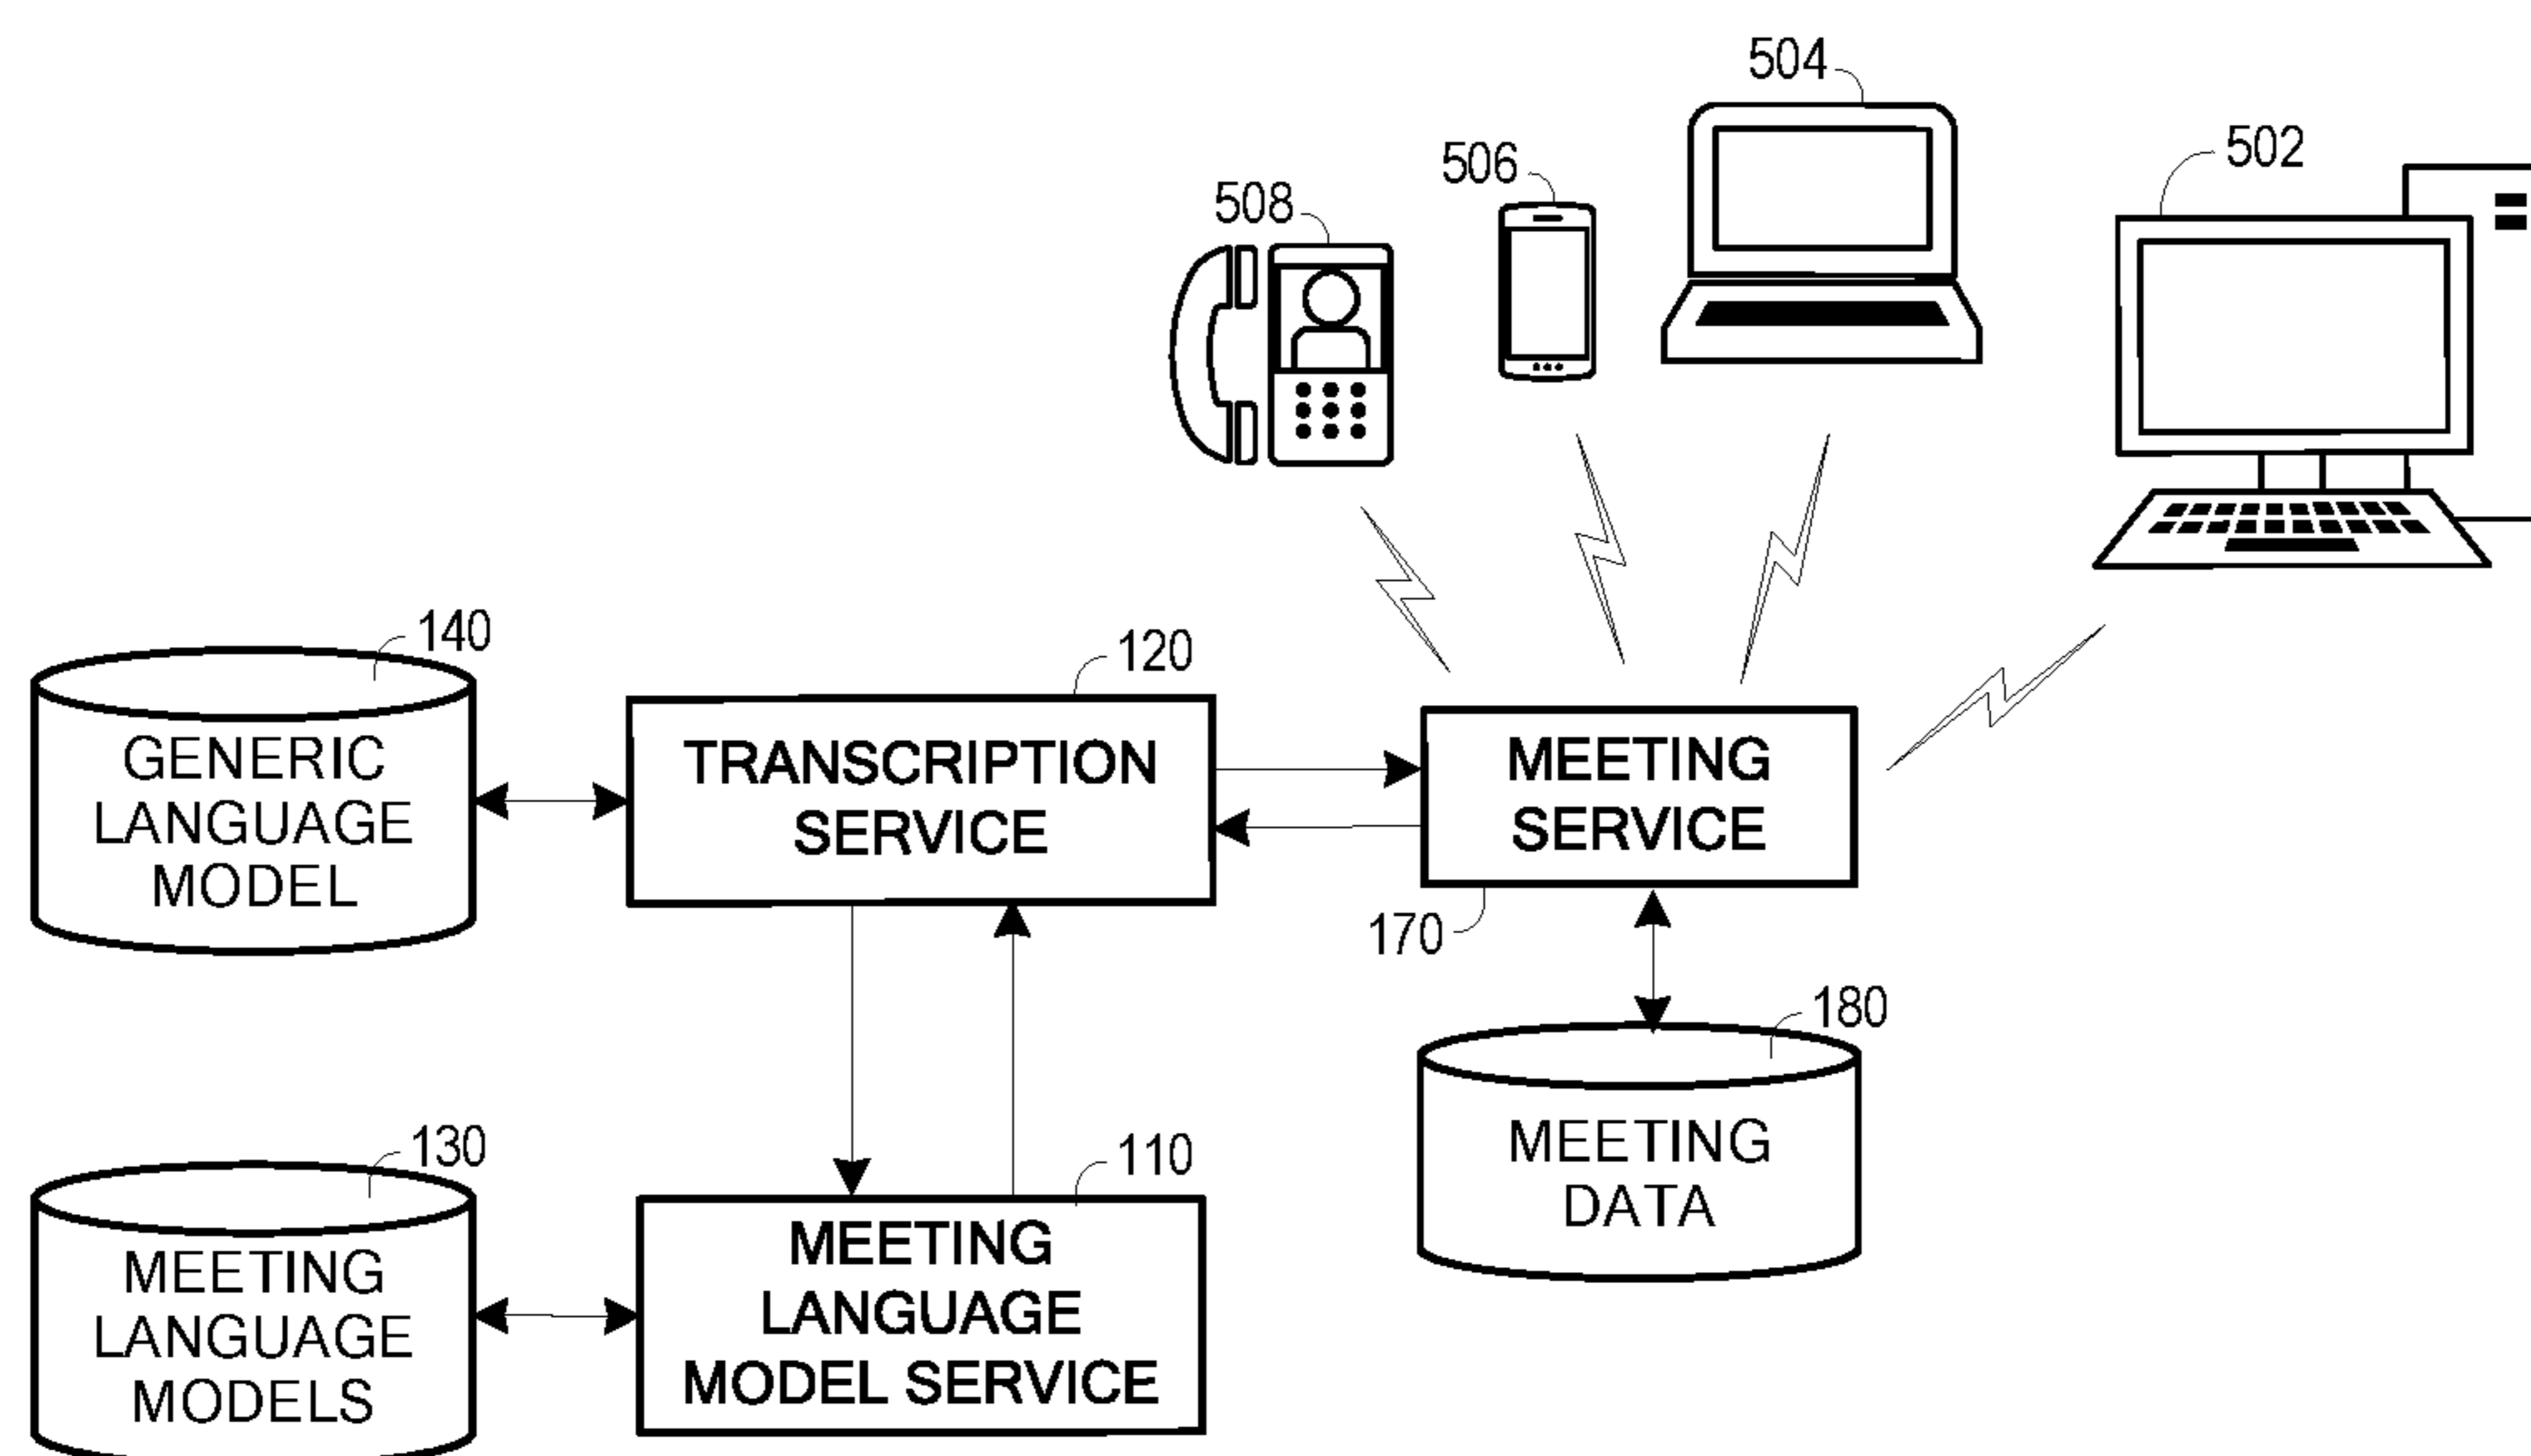 504
502
506
508
140
GENERIC
LANGUAGE
MODEL
120
TRANSCRIPTION
SERVICE
MEETING
SERVICE
170
180
MEETING
DATA
130
MEETING
LANGUAGE
MODELS
110
MEETING
LANGUAGE
MODEL SERVICE